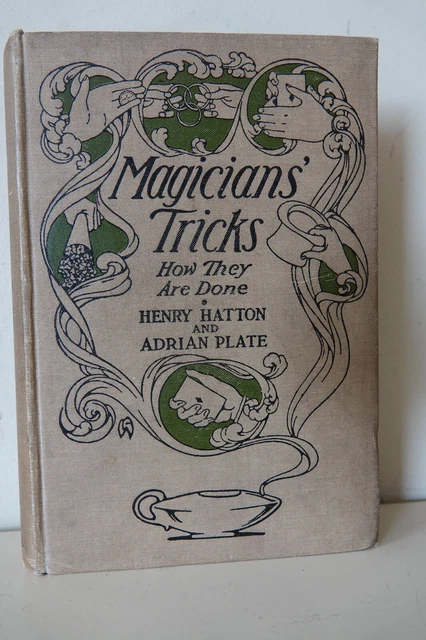 Magicians'
Tricks
How They
Are Done
HENRY HATTON
AND
ADRIAN PLATE